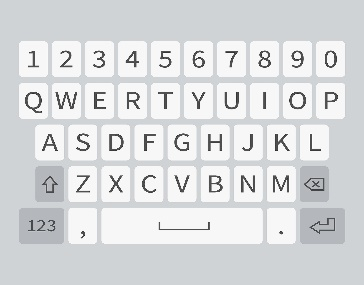 1 2 3 4 5 6 7 8 9 0
Q W E R T Y U I O P
A S D F G H J K L
Z X C V B N M
123 , .